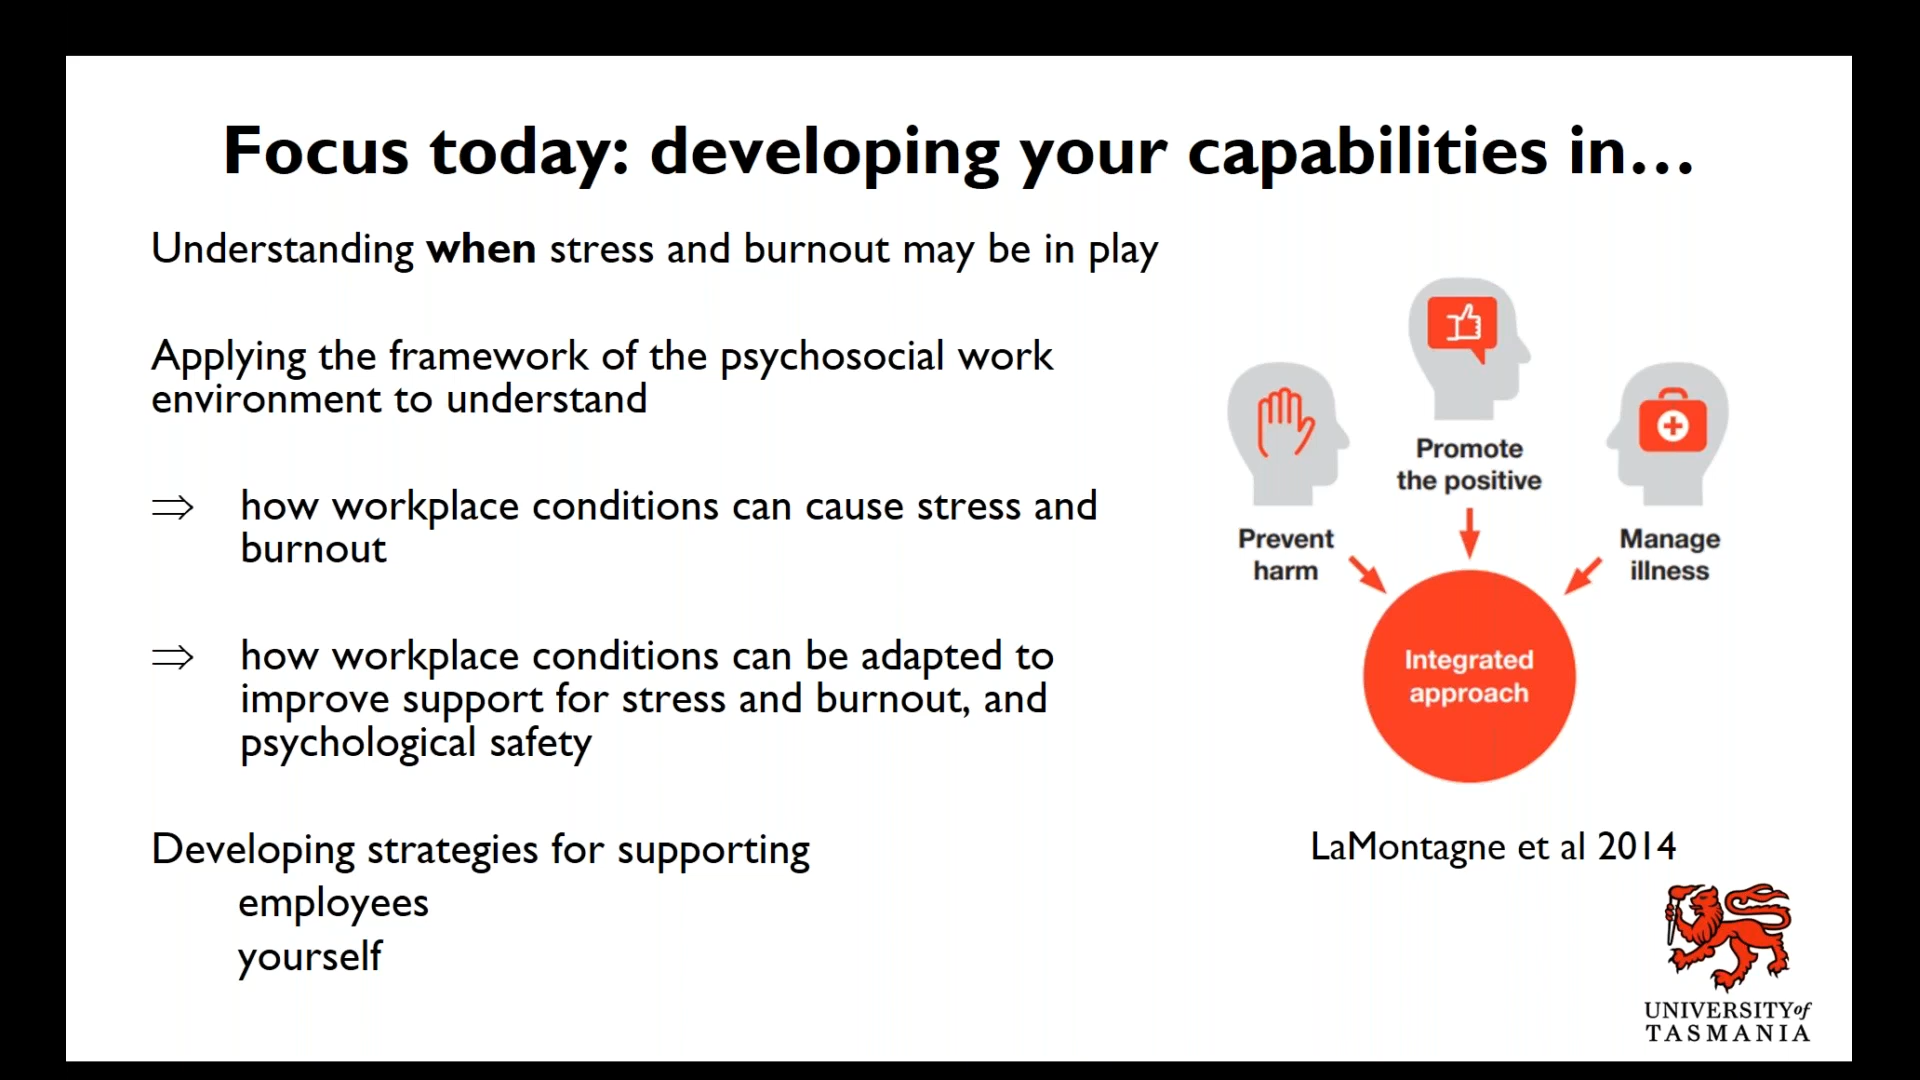 Focus today: developing your capabilities in…
Understanding when stress and burnout may be in play
Applying the framework of the psychosocial work
environment to understand
⇒ how workplace conditions can cause stress and
burnout
⇒ how workplace conditions can be adapted to
improve support for stress and burnout, and
psychological safety
Developing strategies for supporting
employees
yourself
Promote
the positive
Prevent
harm
Manage
illness
Integrated
approach
LaMontagne et al 2014
UNIVERSITY of
TASMANIA